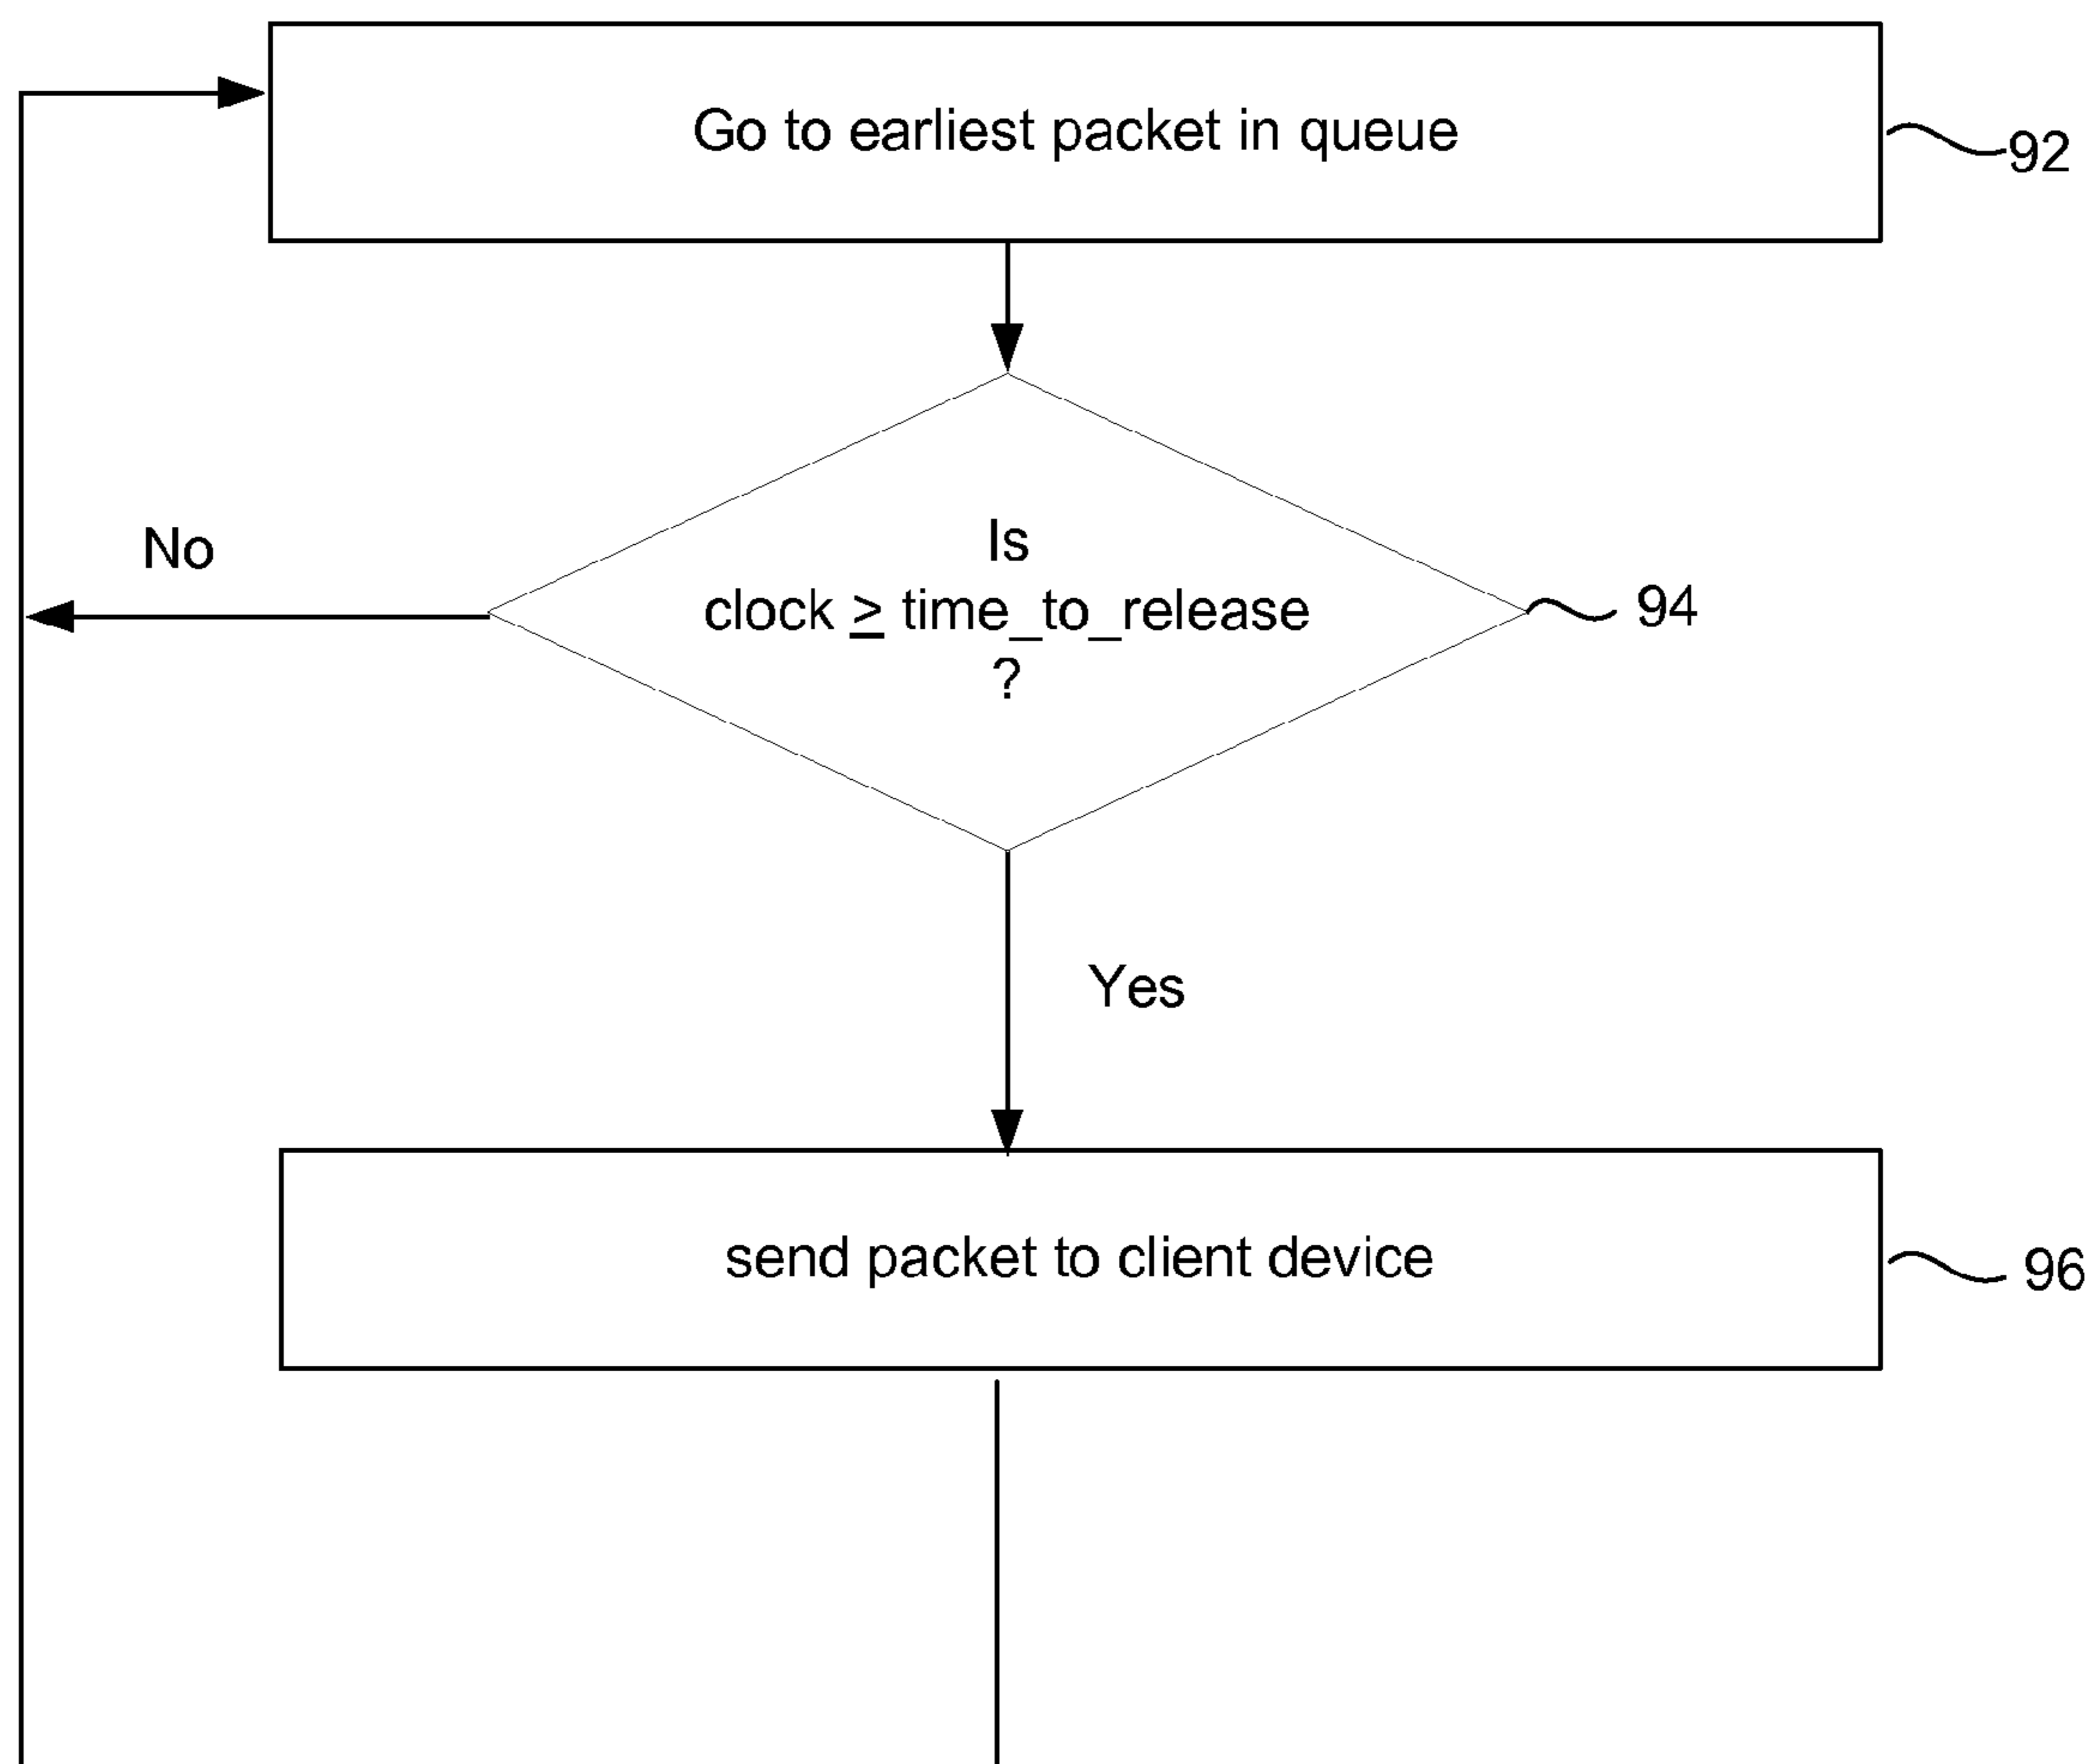 Go to earliest packet in queue
92
Is
clock ≥ time_to_release
?
94
No
Yes
send packet to client device
96